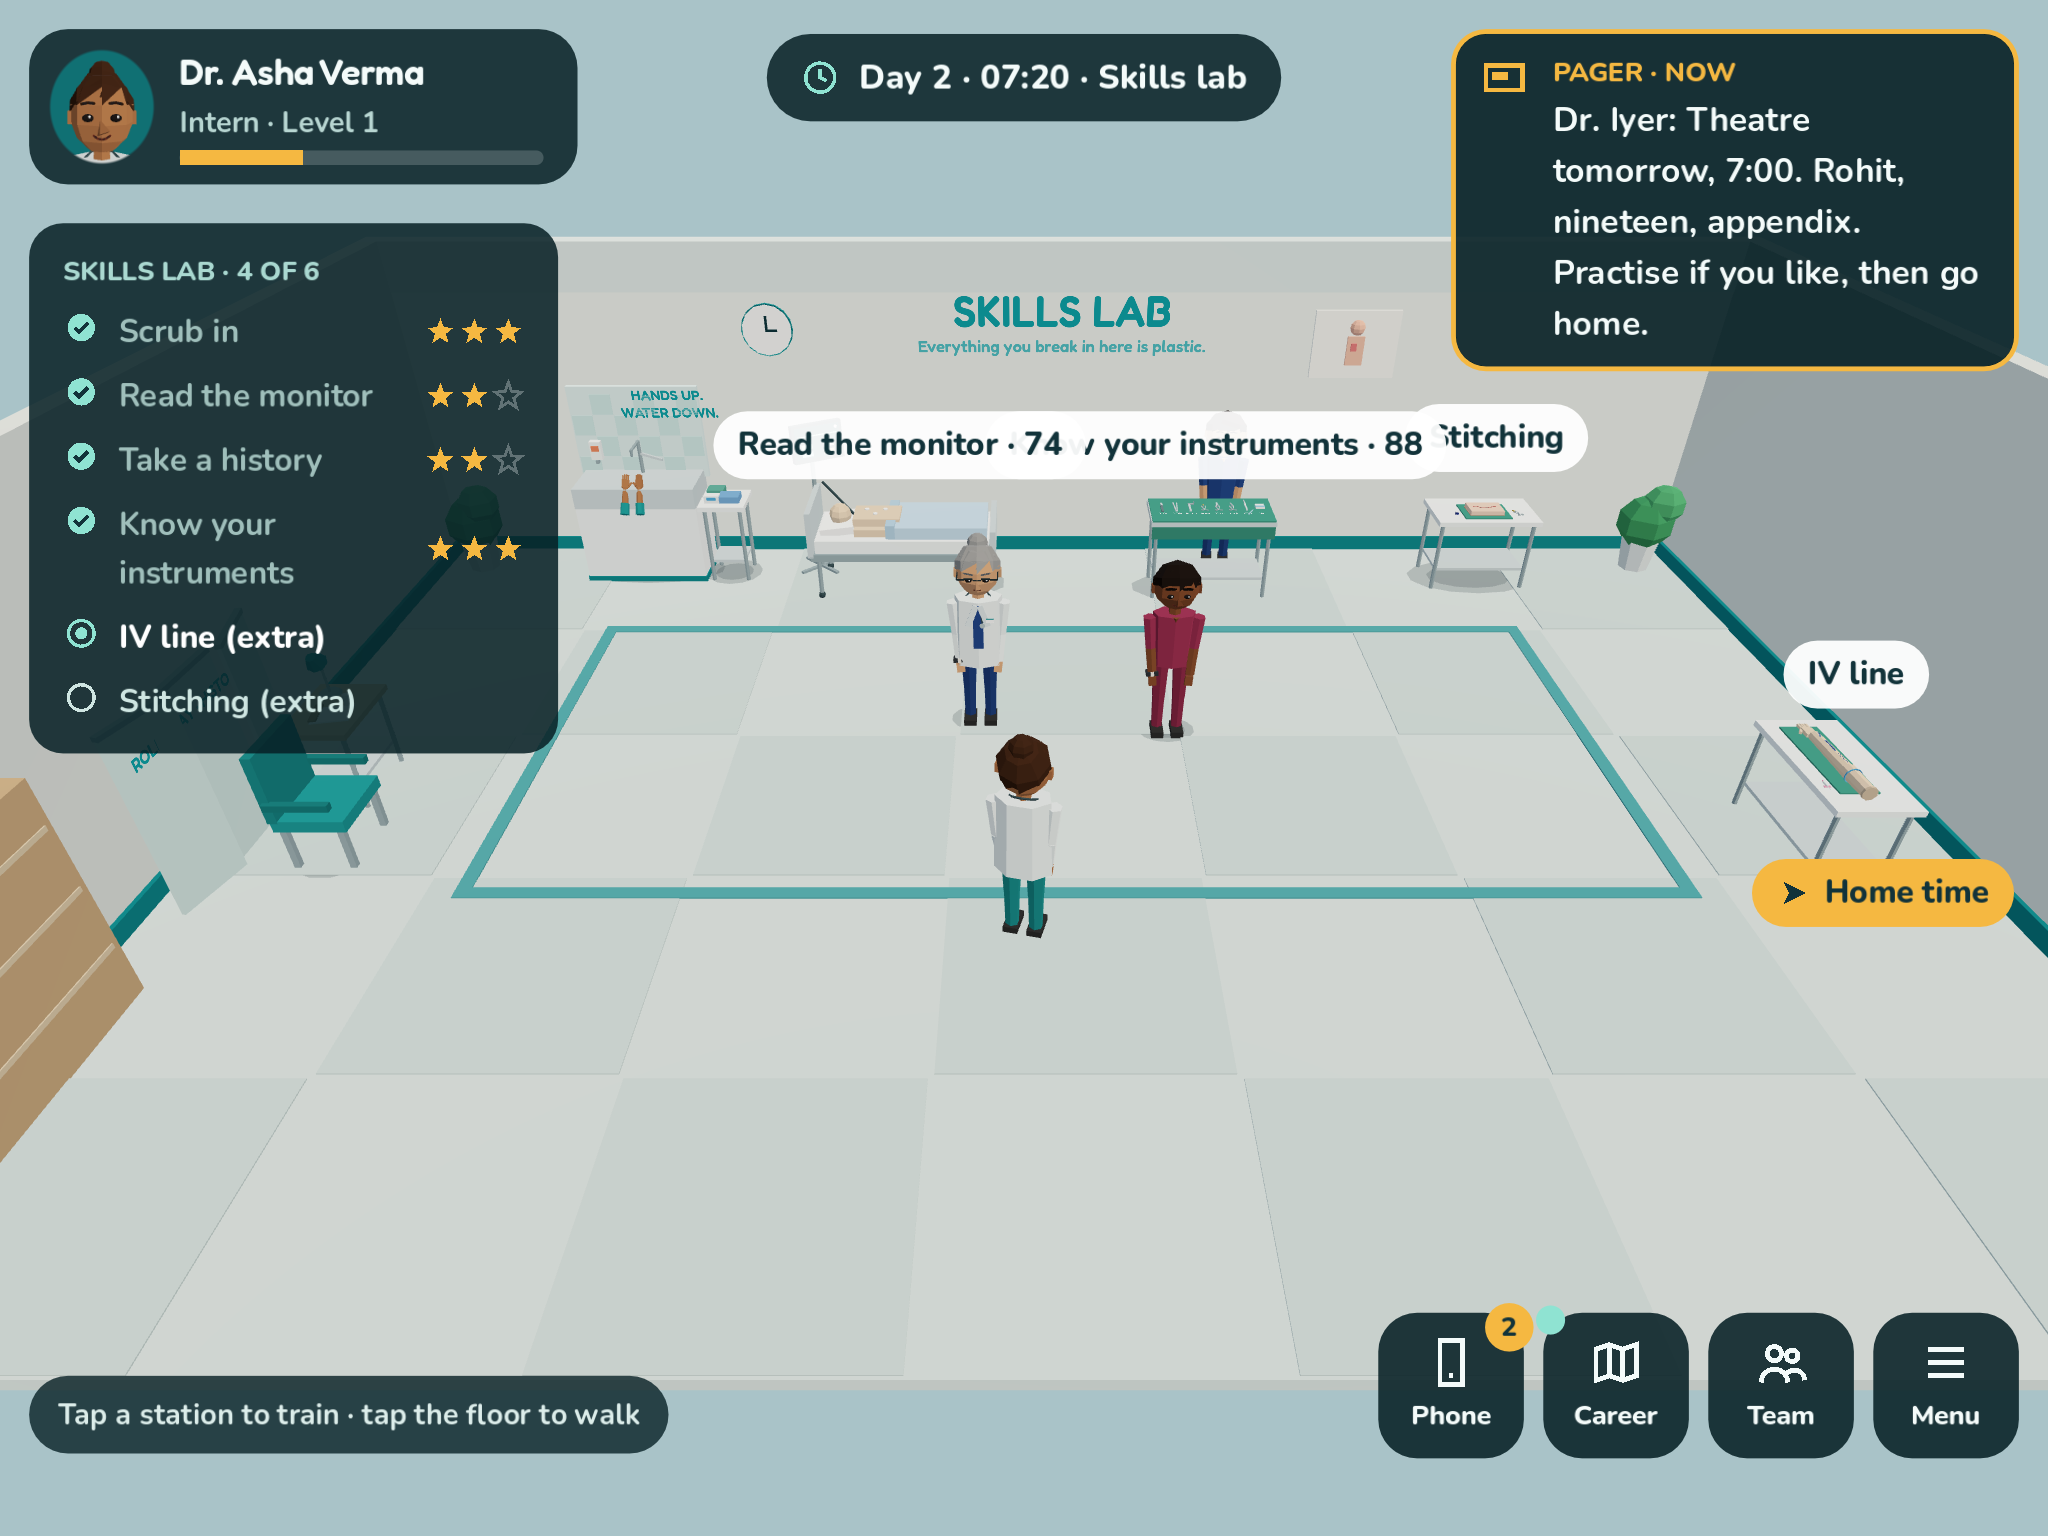 Dr. Asha Verma
Intern · Level 1
Day 2 · 07:20 · Skills lab
PAGER · NOW
Dr. Iyer: Theatre
tomorrow, 7:00. Rohit,
nineteen, appendix.
Practise if you like, then go
home.
SKILLS LAB · 4 OF 6
Scrub in
Read the monitor
Take a history
Know your
instruments
IV line (extra)
Stitching (extra)
SKILLS LAB
Everything you break in here is plastic.
HANDS UP.
WATER DOWN.
Read the monitor · 74
your instruments · 88
Stitching
IV line
Home time
Tap a station to train · tap the floor to walk
2
Phone
Career
Team
Menu